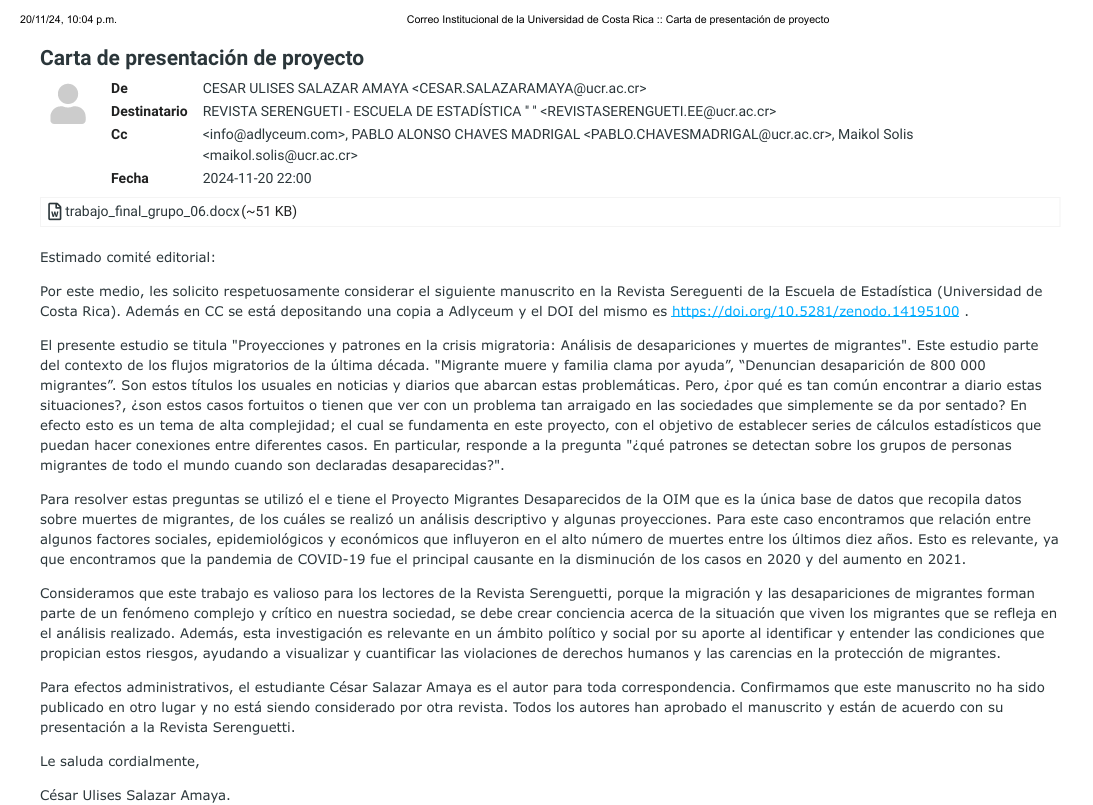 20/11/24, 10:04 p.m.
Correo Institucional de la Universidad de Costa Rica :: Carta de presentación de proyecto
Carta de presentación de proyecto
De CESAR ULISES SALAZAR AMAYA <CESAR.SALAZARAMAYA@ucr.ac.cr>
Destinatario REVISTA SERENGUETI - ESCUELA DE ESTADÍSTICA " " <REVISTASERENGUETI.EE@ucr.ac.cr>
Cc <info@adlyceum.com>, PABLO ALONSO CHAVES MADRIGAL <PABLO.CHAVESMADRIGAL@ucr.ac.cr>, Maikol Solis
<maikol.solis@ucr.ac.cr>
Fecha 2024-11-20 22:00
trabajo_final_grupo_06.docx (~51 KB)
Estimado comité editorial:
Por este medio, les solicito respetuosamente considerar el siguiente manuscrito en la Revista Sereguenti de la Escuela de Estadística (Universidad de
Costa Rica). Además en CC se está depositando una copia a Adlyceum y el DOI del mismo es https://doi.org/10.5281/zenodo.14195100 .
El presente estudio se titula "Proyecciones y patrones en la crisis migratoria: Análisis de desapariciones y muertes de migrantes". Este estudio parte
del contexto de los flujos migratorios de la última década. "Migrante muere y familia clama por ayuda", “Denuncian desaparición de 800 000
migrantes”. Son estos títulos los usuales en noticias y diarios que abarcan estas problemáticas. Pero, ¿por qué es tan común encontrar a diario estas
situaciones?, ¿son estos casos fortuitos o tienen que ver con un problema tan arraigado en las sociedades que simplemente se da por sentado? En
efecto esto es un tema de alta complejidad; el cual se fundamenta en este proyecto, con el objetivo de establecer series de cálculos estadísticos que
puedan hacer conexiones entre diferentes casos. En particular, responde a la pregunta "¿qué patrones se detectan sobre los grupos de personas
migrantes de todo el mundo cuando son declaradas desaparecidas?".
Para resolver estas preguntas se utilizó el e tiene el Proyecto Migrantes Desaparecidos de la OIM que es la única base de datos que recopila datos
sobre muertes de migrantes, de los cuáles se realizó un análisis descriptivo y algunas proyecciones. Para este caso encontramos que relación entre
algunos factores sociales, epidemiológicos y económicos que influyeron en el alto número de muertes entre los últimos diez años. Esto es relevante, ya
que encontramos que la pandemia de COVID-19 fue el principal causante en la disminución de los casos en 2020 y del aumento en 2021.
Consideramos que este trabajo es valioso para los lectores de la Revista Serenguetti, porque la migración y las desapariciones de migrantes forman
parte de un fenómeno complejo y crítico en nuestra sociedad, se debe crear conciencia acerca de la situación que viven los migrantes que se refleja en
el análisis realizado. Además, esta investigación es relevante en un ámbito político y social por su aporte al identificar y entender las condiciones que
propician estos riesgos, ayudando a visualizar y cuantificar las violaciones de derechos humanos y las carencias en la protección de migrantes.
Para efectos administrativos, el estudiante César Salazar Amaya es el autor para toda correspondencia. Confirmamos que este manuscrito no ha sido
publicado en otro lugar y no está siendo considerado por otra revista. Todos los autores han aprobado el manuscrito y están de acuerdo con su
presentación a la Revista Serenguetti.
Le saluda cordialmente,
César Ulises Salazar Amaya.